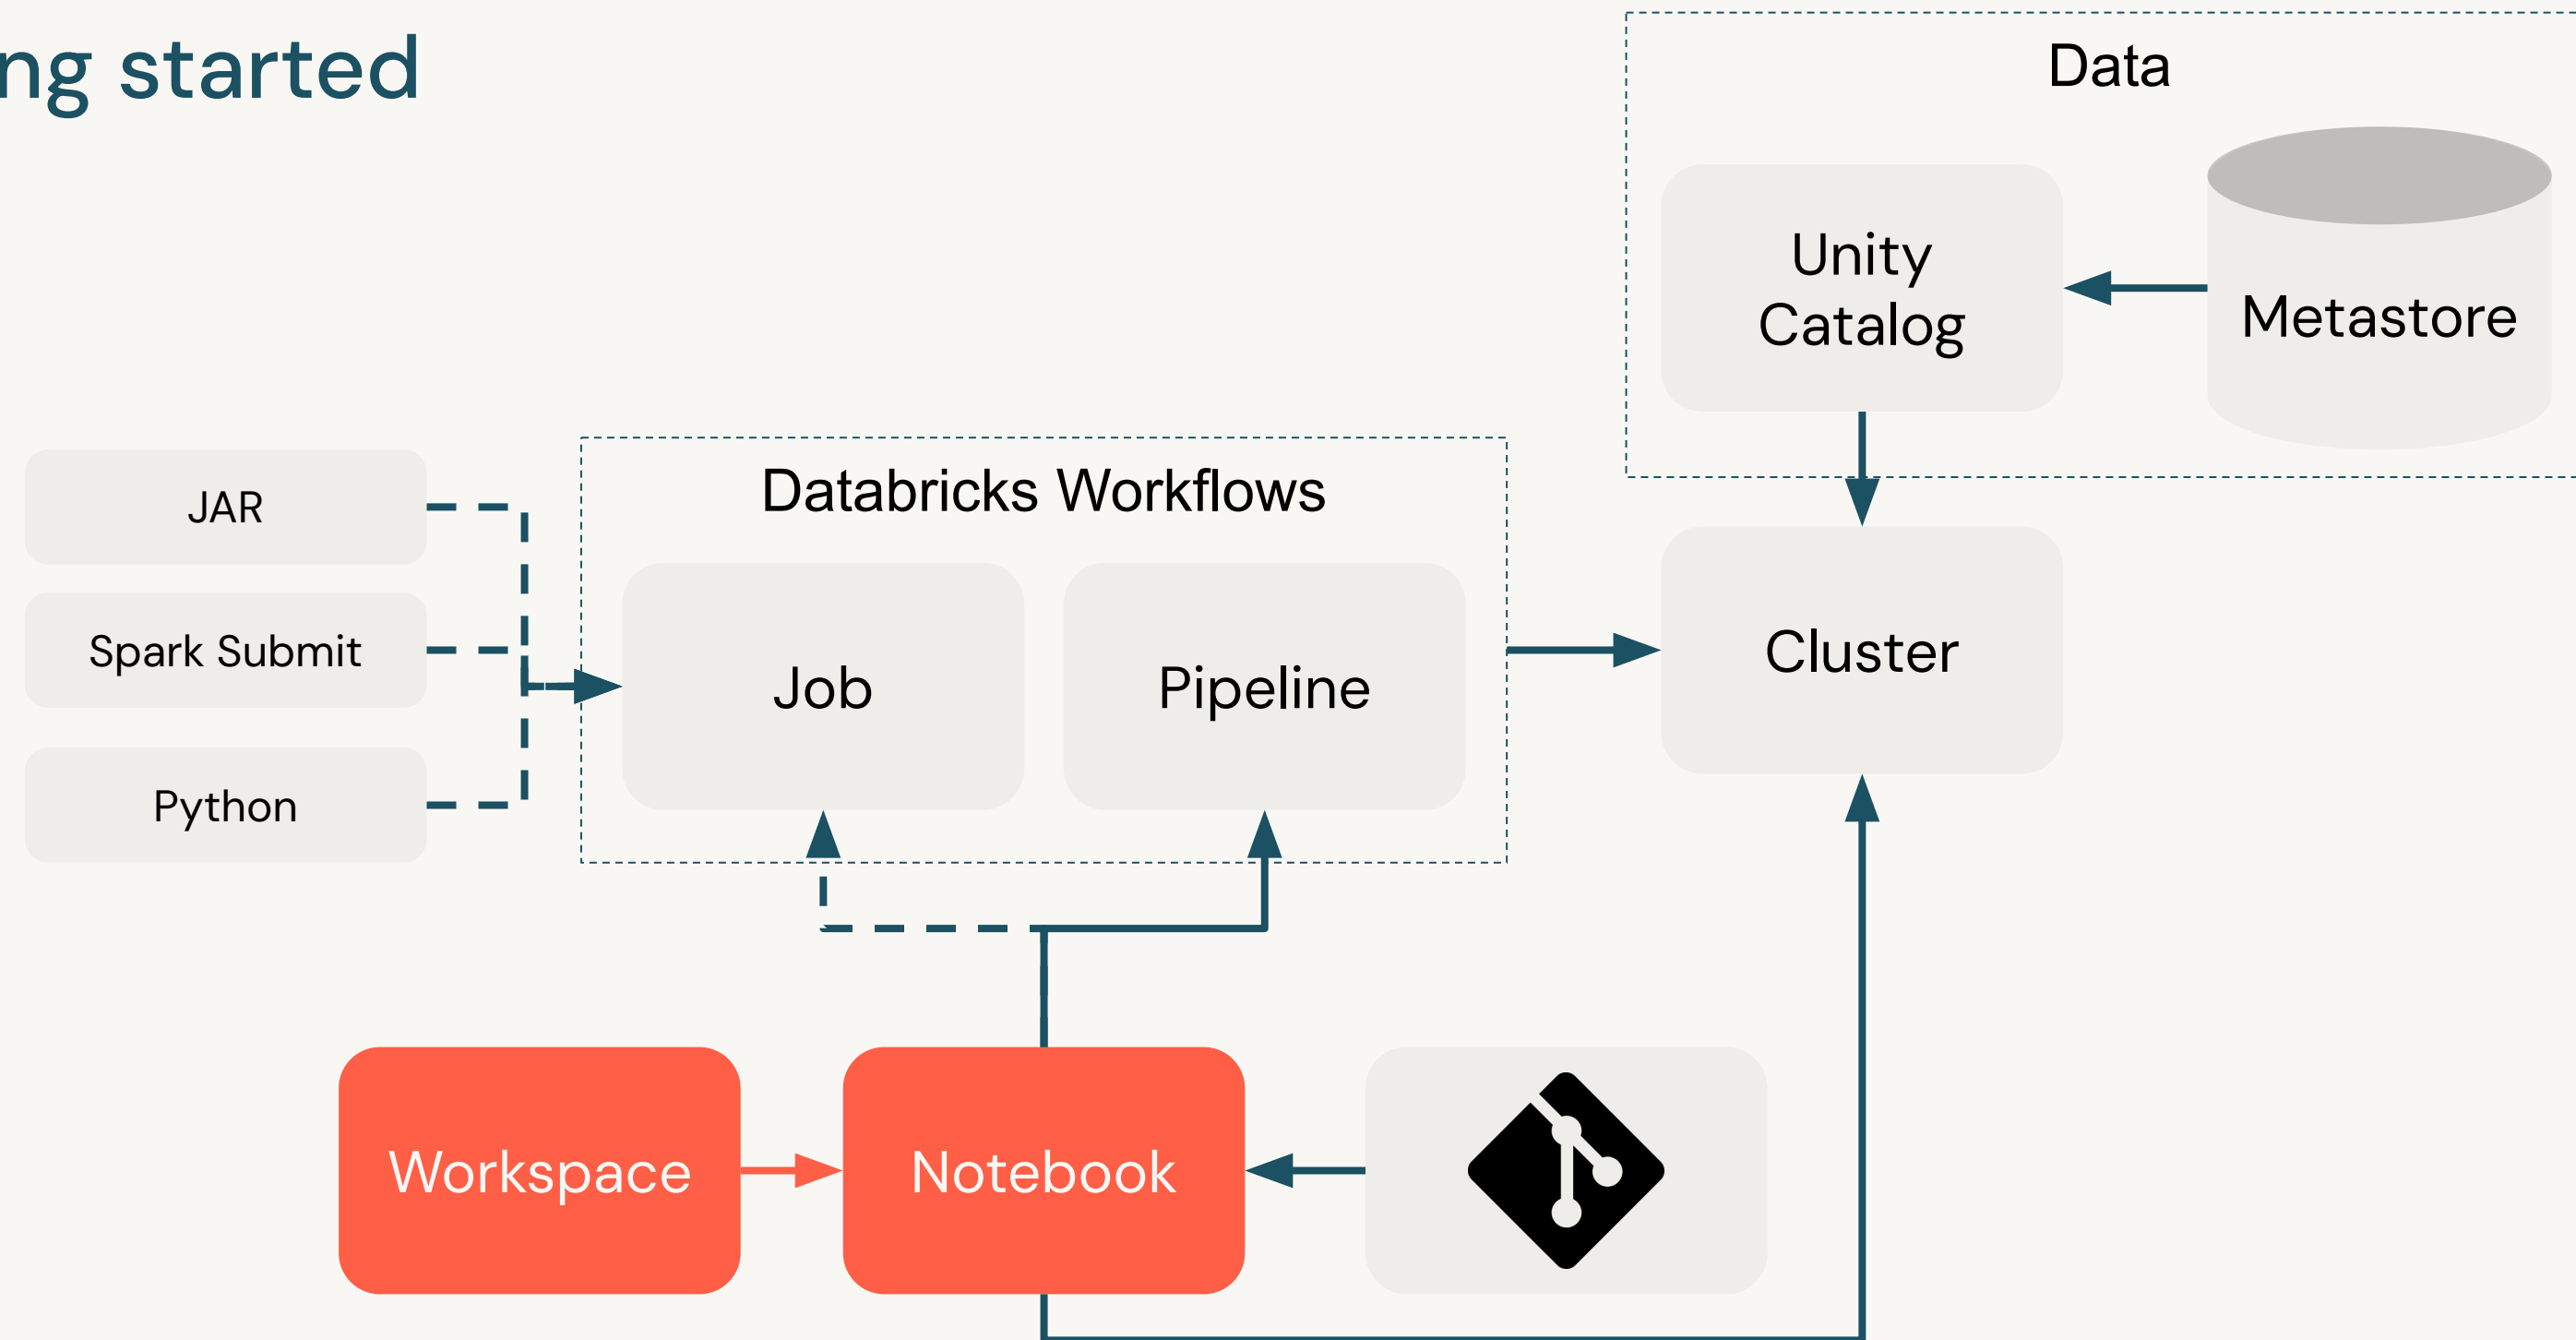 ng started
Data
Unity
Catalog
Metastore
Databricks Workflows
JAR
Spark Submit
Python
Job
Pipeline
Cluster
Workspace
Notebook